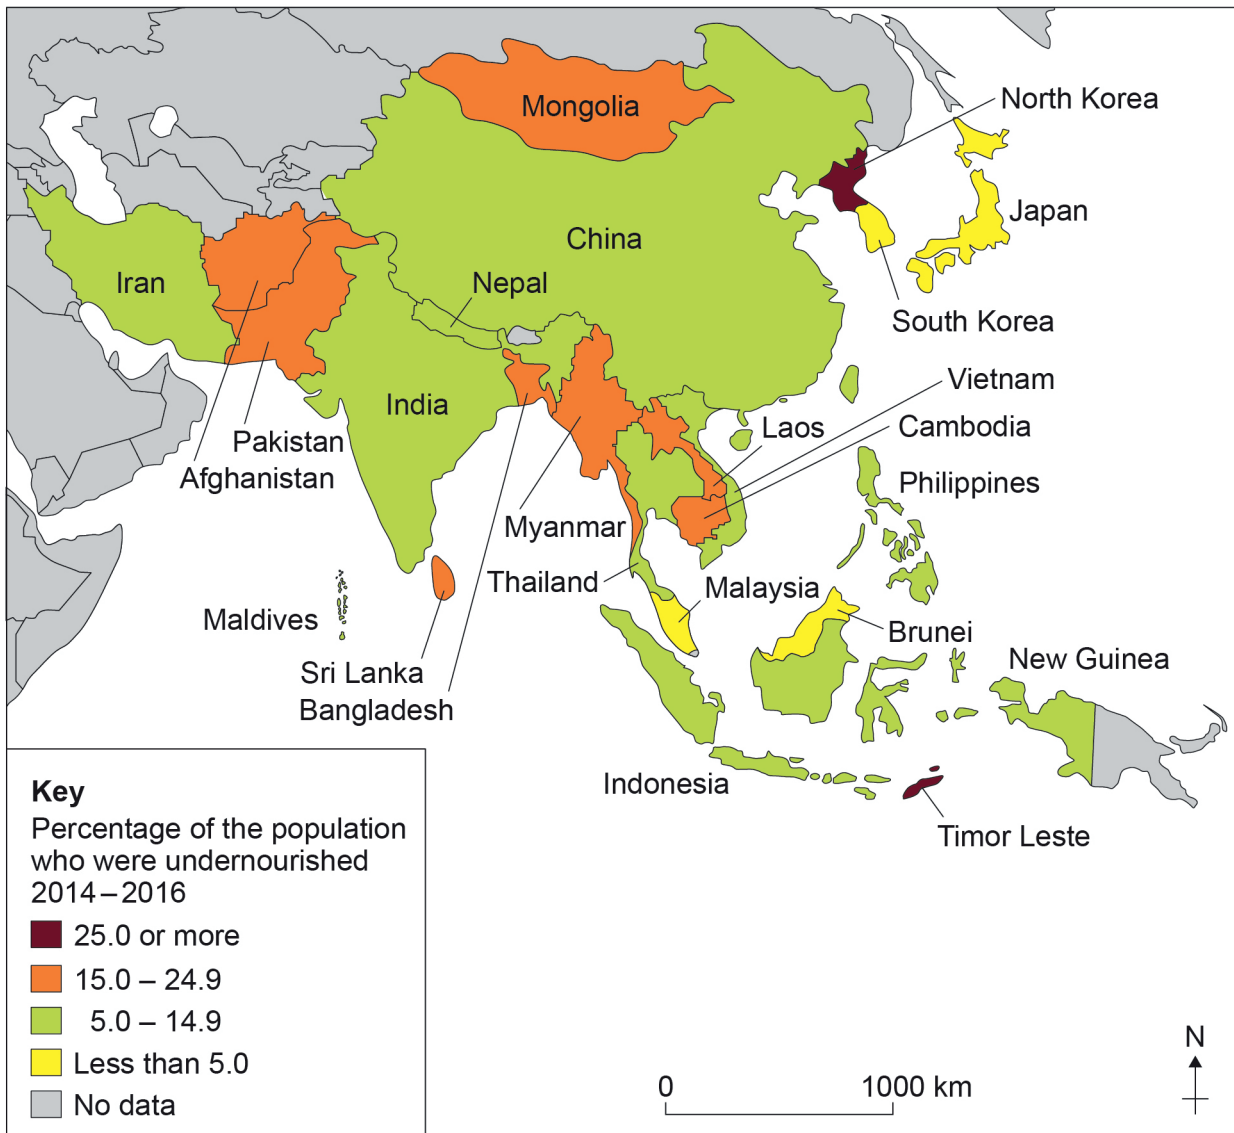 Mongolia
North Korea
Japan
China
Iran
Nepal
South Korea
Vietnam
India
Laos
Cambodia
Pakistan
Afghanistan
Philippines
Myanmar
Thailand
Malaysia
Maldives
Brunei
Sri Lanka
New Guinea
Bangladesh
Indonesia
Timor Leste
Key
Percentage of the population
who were undernourished
2014 – 2016
25.0 or more
15.0 – 24.9
5.0 – 14.9
Less than 5.0
No data
0 1000 km
N